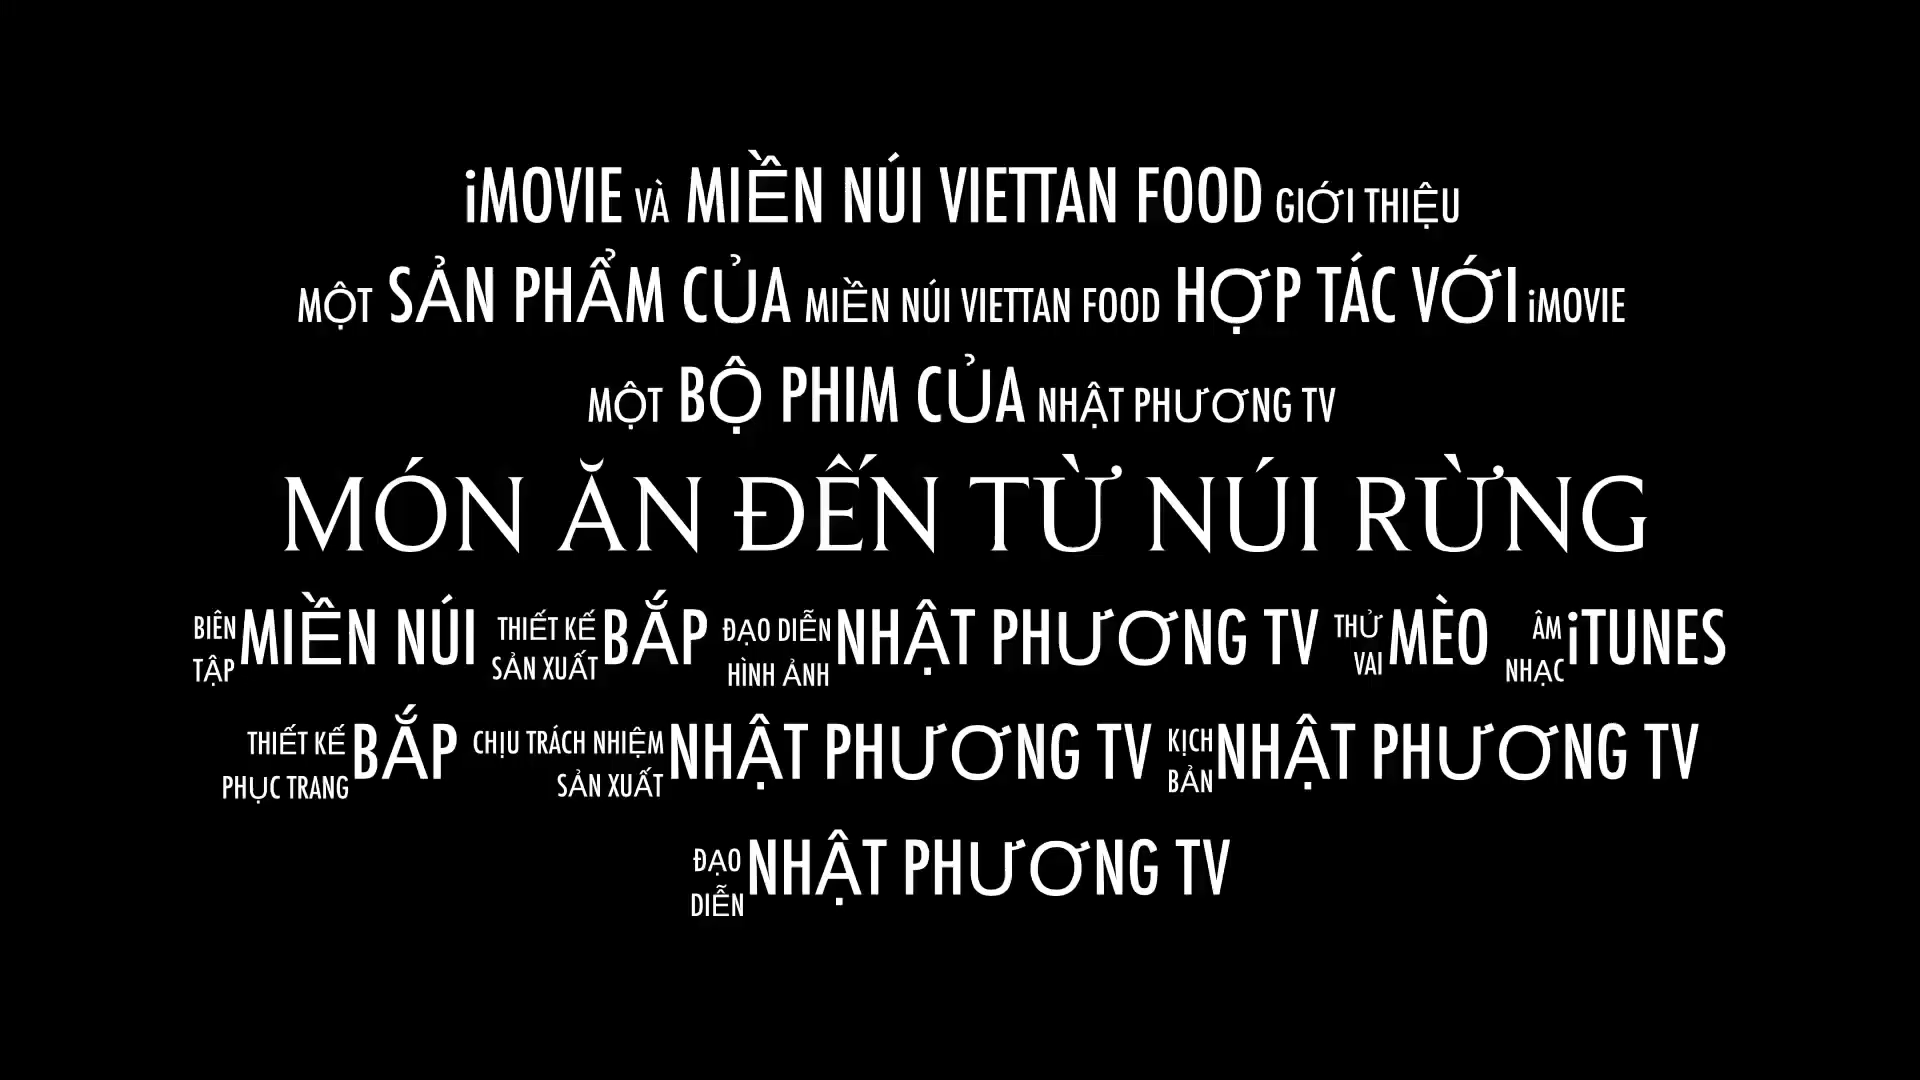 iMOVIE VÀ MIỀN NÚI VIETTAN FOOD GIỚI THIỆU
MỘT SẢN PHẨM CỦA MIỀN NÚI VIETTAN FOOD HỢP TÁC VỚI iMOVIE
MỘT BỘ PHIM CỦA NHẬT PHƯƠNG TV
MÓN ĂN ĐẾN TỪ NÚI RỪNG
BIÊN TẬP MIỀN NÚI THIẾT KẾ SẢN XUẤT BẮP ĐẠO DIỄN HÌNH ẢNH NHẬT PHƯƠNG TV THỬ VAI MÈO ÂM NHẠC iTUNES
THIẾT KẾ PHỤC TRANG BẮP CHỊU TRÁCH NHIỆM SẢN XUẤT NHẬT PHƯƠNG TV KỊCH BẢN NHẬT PHƯƠNG TV
ĐẠO DIỄN NHẬT PHƯƠNG TV